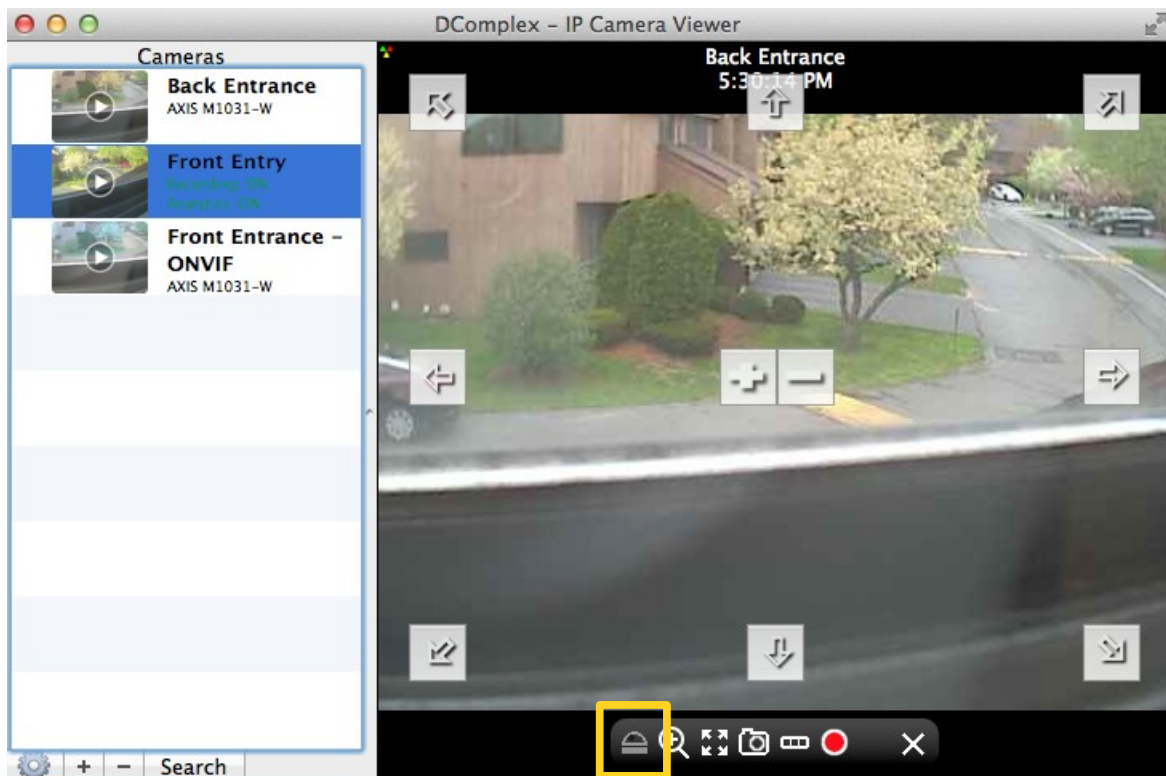 DComplex – IP Camera Viewer
Cameras
Back Entrance
AXIS M1031-W
Front Entry
Recording: ON
Analytics: ON
Front Entrance –
ONVIF
AXIS M1031-W
Search
Back Entrance
5:30:14 PM